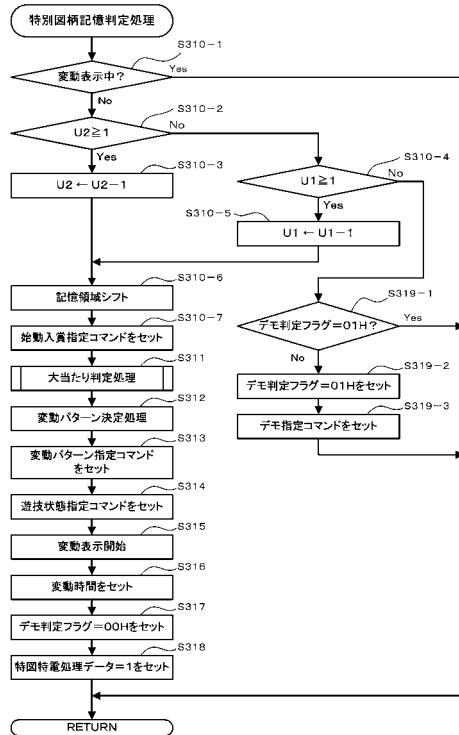 特別図柄記憶判定処理
S310-1
変動表示中?
Yes
No
S310-2
U2≧1
No
Yes
S310-3
U2 ← U2-1
S310-4
U1≧1
No
Yes
S310-5
U1 ← U1-1
S310-6
記憶領域シフト
S310-7
始動入賞指定コマンドをセット
S311
大当たり判定処理
S312
変動パターン決定処理
S313
変動パターン指定コマンド
をセット
S314
遊技状態指定コマンドをセット
S315
変動表示開始
S316
変動時間をセット
S317
デモ判定フラグ=00Hをセット
S318
特図特電処理データ=1をセット
S319-1
デモ判定フラグ=01H?
Yes
No
S319-2
デモ判定フラグ=01Hをセット
S319-3
デモ指定コマンドをセット
RETURN